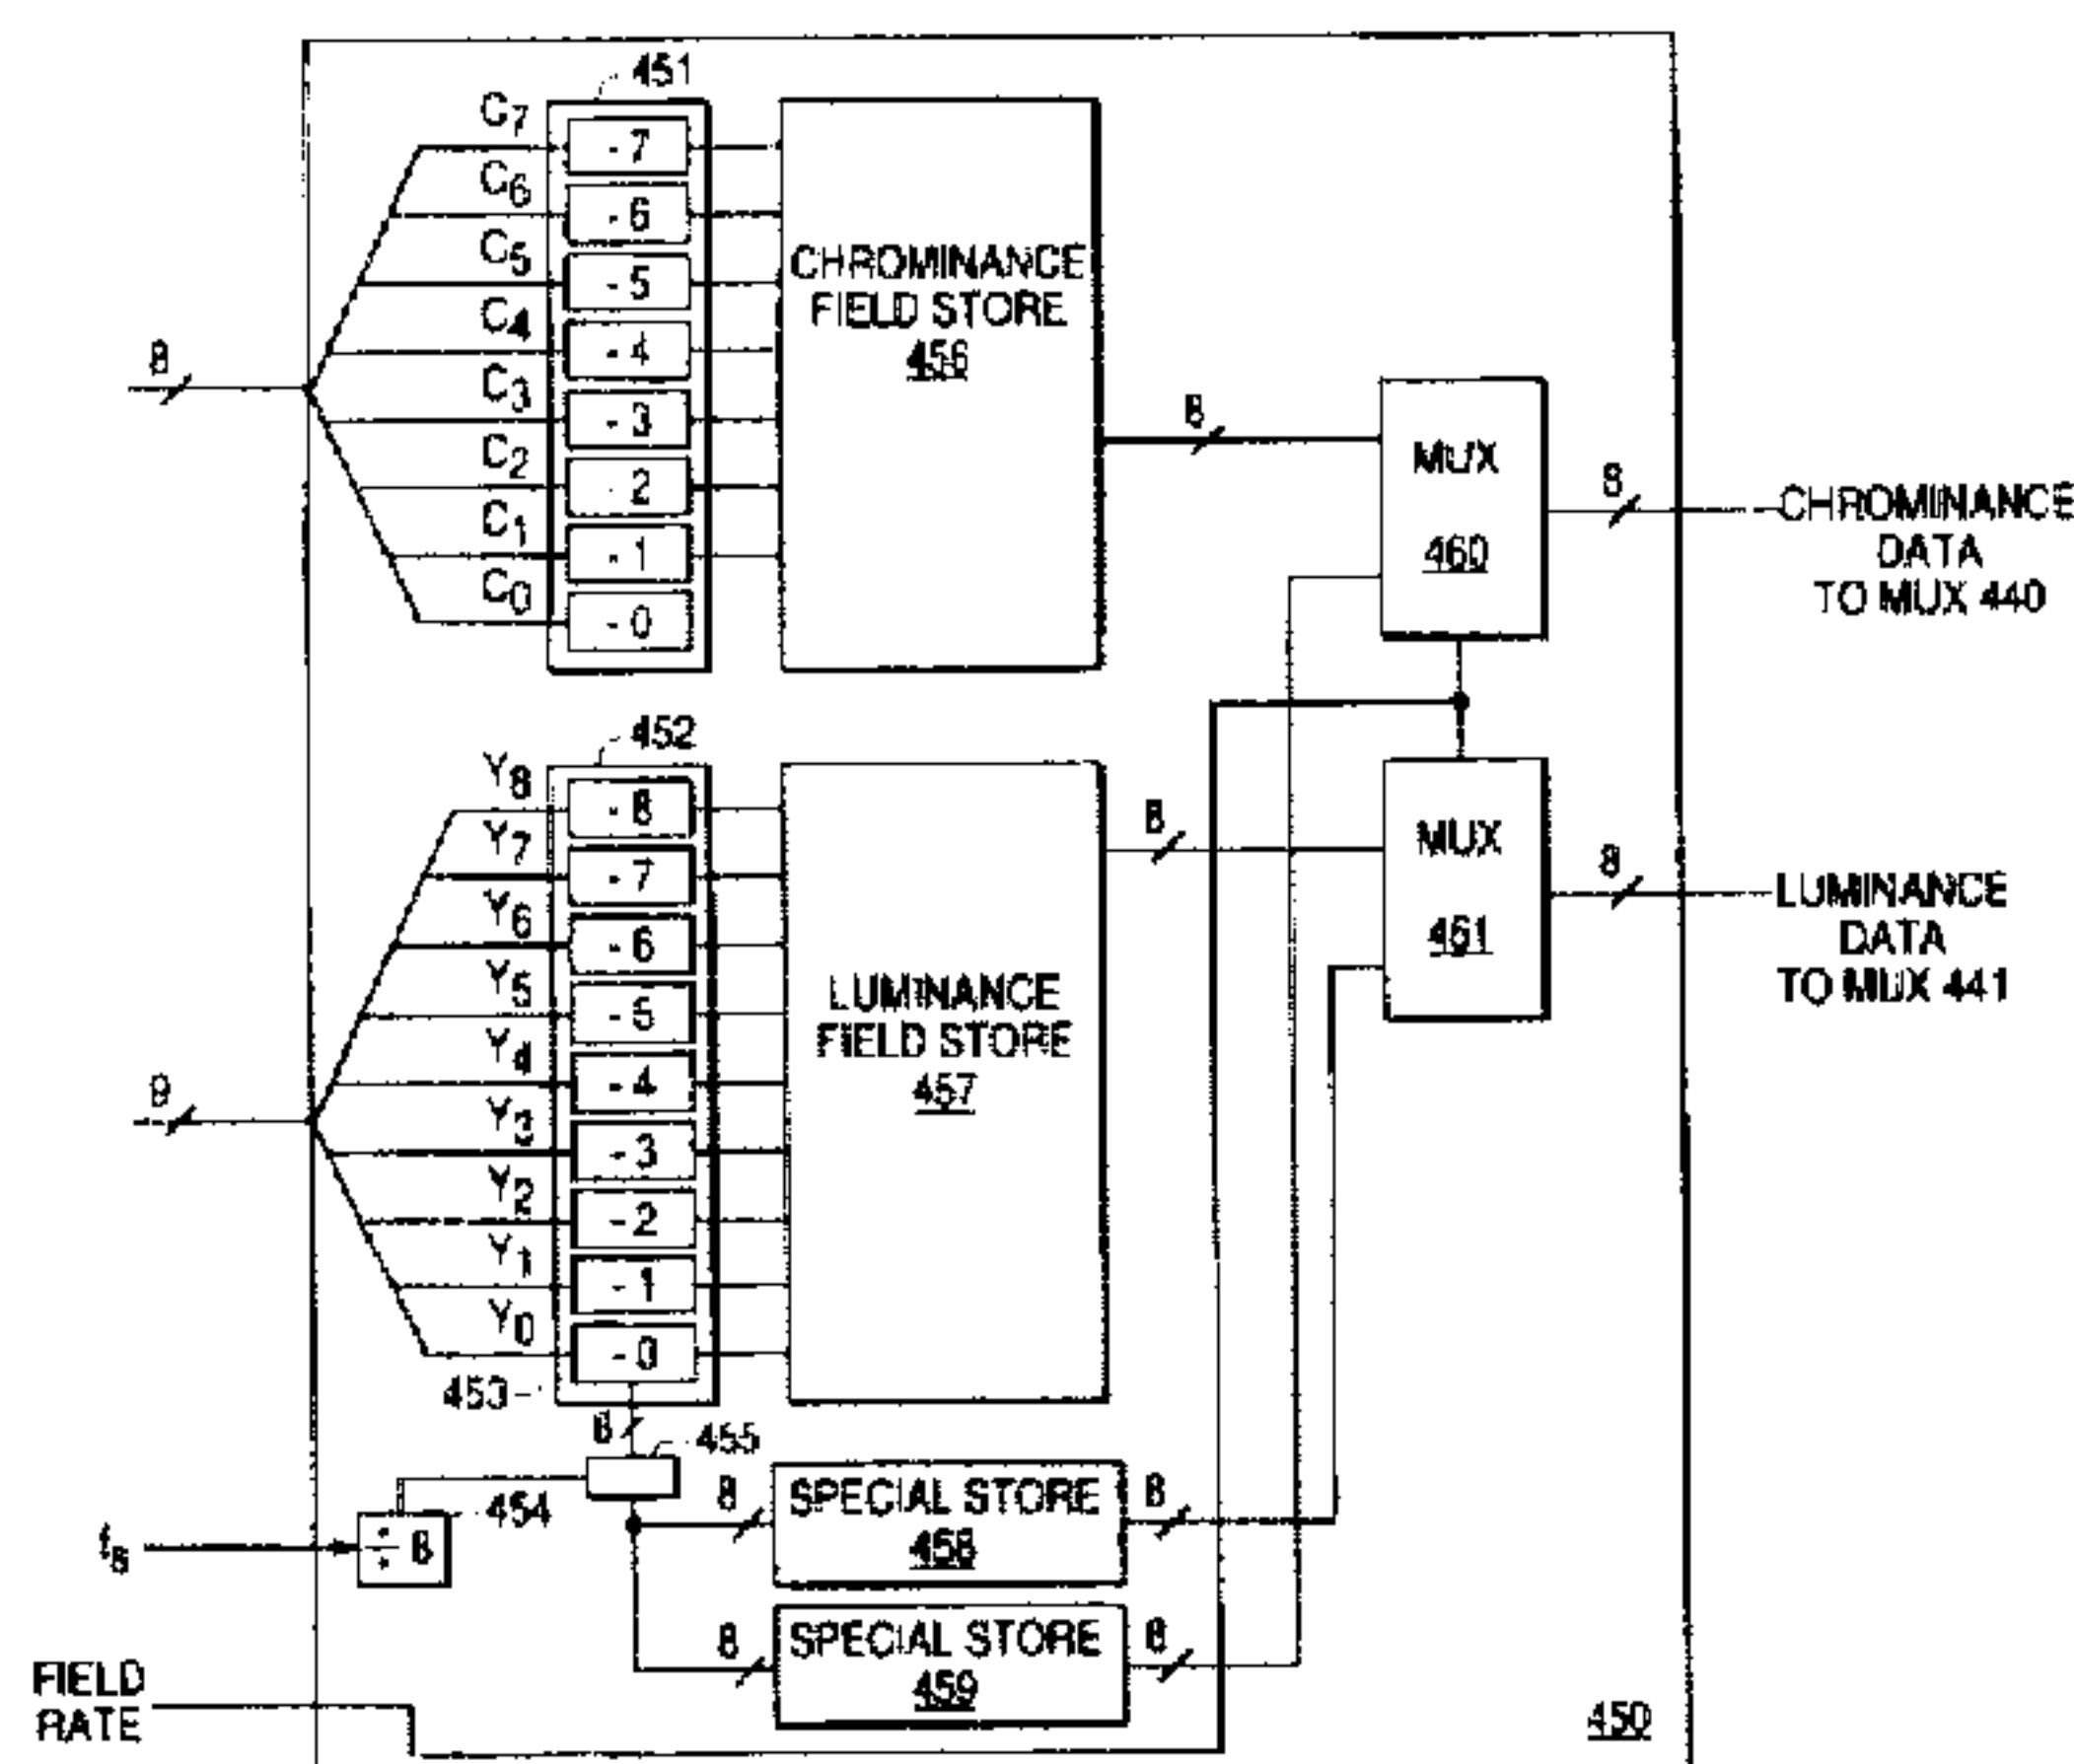 451
C7
-7
C6
-6
C5
-5
C4
-4
C3
-3
C2
-2
C1
-1
C0
-0
8
CHROMINANCE
FIELD STORE
456
8
MUX
460
8
CHROMINANCE
DATA
TO MUX 440
452
Y8
-8
Y7
-7
Y6
-6
Y5
-5
Y4
-4
Y3
-3
Y2
-2
Y1
-1
Y0
-0
9
LUMINANCE
FIELD STORE
457
8
MUX
461
8
LUMINANCE
DATA
TO MUX 441
453
8
455
454
fs
÷ 8
8
SPECIAL STORE
458
8
8
SPECIAL STORE
459
8
FIELD
RATE
450